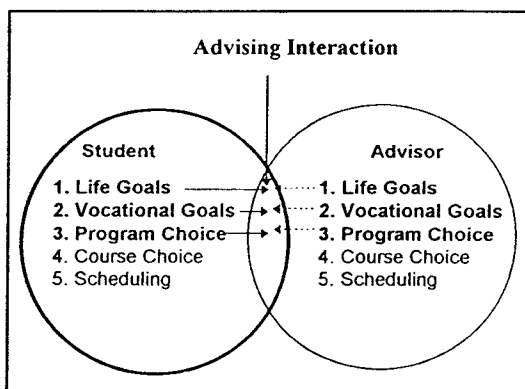 Advising Interaction
Student
1. Life Goals
2. Vocational Goals
3. Program Choice
4. Course Choice
5. Scheduling
Advisor
1. Life Goals
2. Vocational Goals
3. Program Choice
4. Course Choice
5. Scheduling